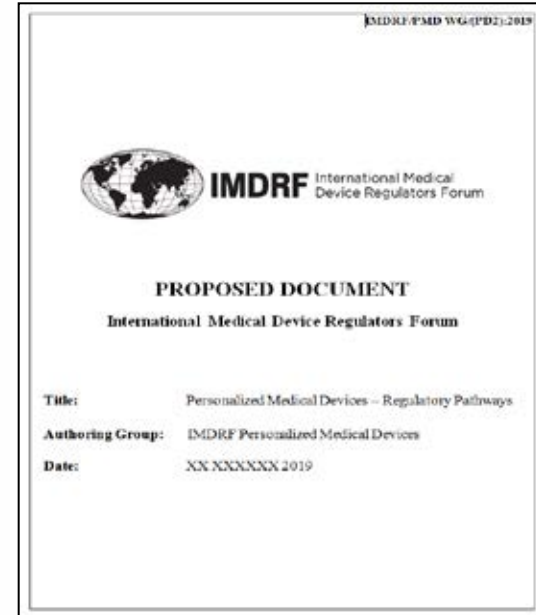 IMDRF/PMD WG/(PD2):2019
IMDRF International Medical
Device Regulators Forum
PROPOSED DOCUMENT
International Medical Device Regulators Forum
Title: Personalized Medical Devices – Regulatory Pathways
Authoring Group: IMDRF Personalized Medical Devices
Date: XX XXXXXX 2019